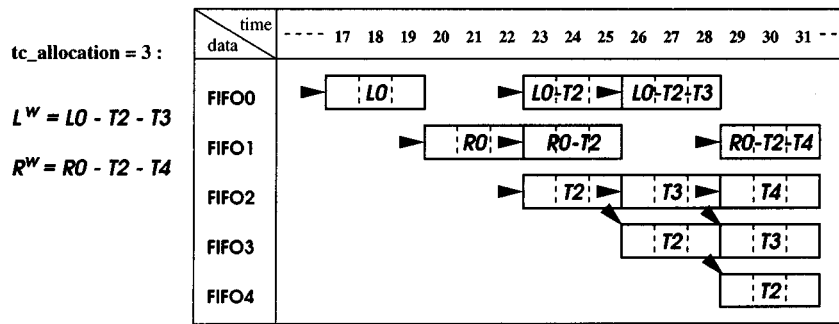 time
data
17 18 19 20 21 22 23 24 25 26 27 28 29 30 31
tc_allocation = 3 :
L^W = L0 - T2 - T3
R^W = R0 - T2 - T4
FIFO0 L0 L0-T2 L0-T2-T3
FIFO1 R0 R0-T2 R0-T2-T4
FIFO2 T2 T3 T4
FIFO3 T2 T3
FIFO4 T2